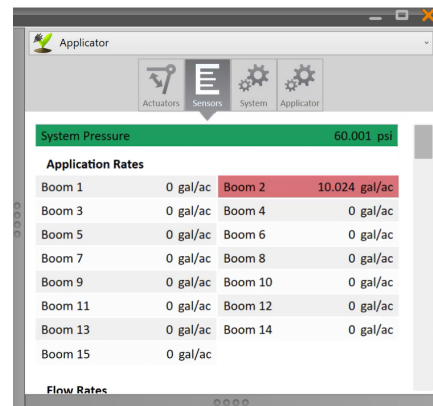 Applicator
Actuators Sensors System Applicator
System Pressure 60.001 psi
Application Rates
Boom 1 0 gal/ac Boom 2 10.024 gal/ac
Boom 3 0 gal/ac Boom 4 0 gal/ac
Boom 5 0 gal/ac Boom 6 0 gal/ac
Boom 7 0 gal/ac Boom 8 0 gal/ac
Boom 9 0 gal/ac Boom 10 0 gal/ac
Boom 11 0 gal/ac Boom 12 0 gal/ac
Boom 13 0 gal/ac Boom 14 0 gal/ac
Boom 15 0 gal/ac
Flow Rates